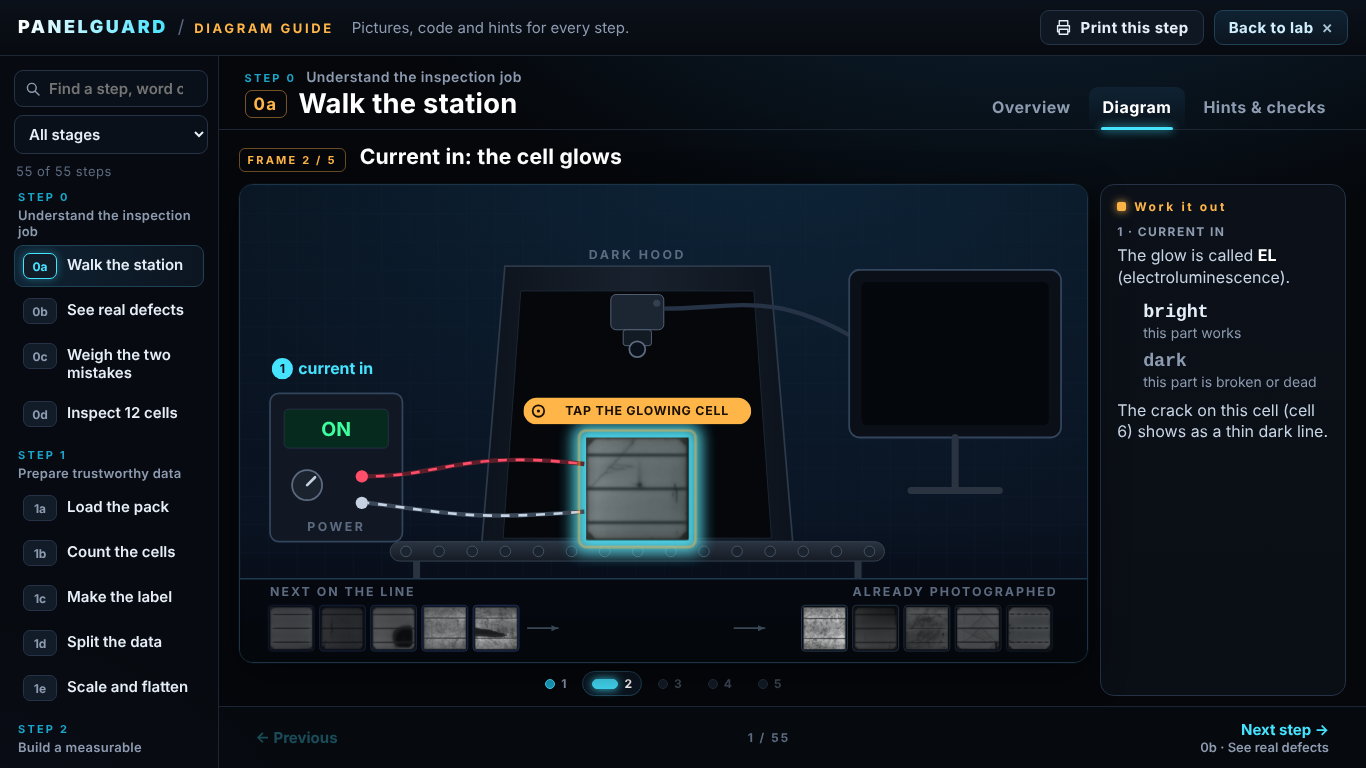 PANELGUARD / DIAGRAM GUIDE Pictures, code and hints for every step.
Print this step
Back to lab ×
Find a step, word c
All stages
55 of 55 steps
STEP 0
Understand the inspection
job
0a Walk the station
0b See real defects
0c Weigh the two
mistakes
0d Inspect 12 cells
STEP 1
Prepare trustworthy data
1a Load the pack
1b Count the cells
1c Make the label
1d Split the data
1e Scale and flatten
STEP 2
Build a measurable
STEP 0 Understand the inspection job
0a Walk the station
Overview
Diagram
Hints & checks
FRAME 2 / 5 Current in: the cell glows
DARK HOOD
1 current in
ON
POWER
TAP THE GLOWING CELL
NEXT ON THE LINE
ALREADY PHOTOGRAPHED
1 2 3 4 5
Work it out
1 · CURRENT IN
The glow is called EL
(electroluminescence).
bright
this part works
dark
this part is broken or dead
The crack on this cell (cell
6) shows as a thin dark line.
← Previous
1 / 55
Next step →
0b · See real defects